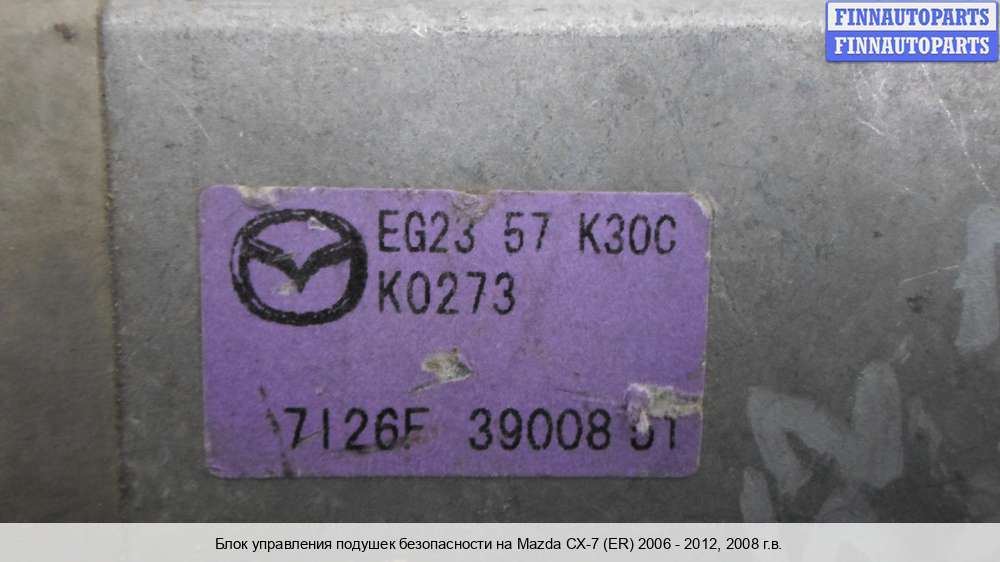 FINNAUTOPARTS
FINNAUTOPARTS
EG23 57 K30C
K0273
7126F 39008
Блок управления подушек безопасности на Mazda CX-7 (ER) 2006 - 2012, 2008 г.в.